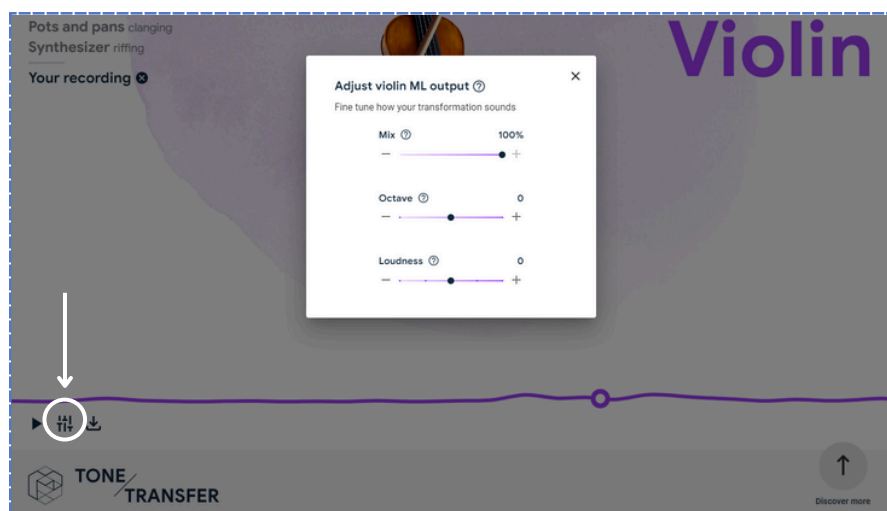 Pots and pans clanging
Synthesizer riffing
Your recording
Violin
Adjust violin ML output
Fine tune how your transformation sounds
Mix 100%
Octave 0
Loudness 0
TONE/
TRANSFER
Discover more